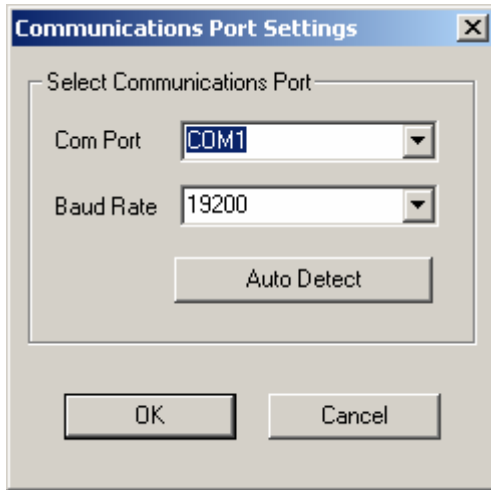 Communications Port Settings
Select Communications Port
Com Port COM1
Baud Rate 19200
Auto Detect
OK Cancel